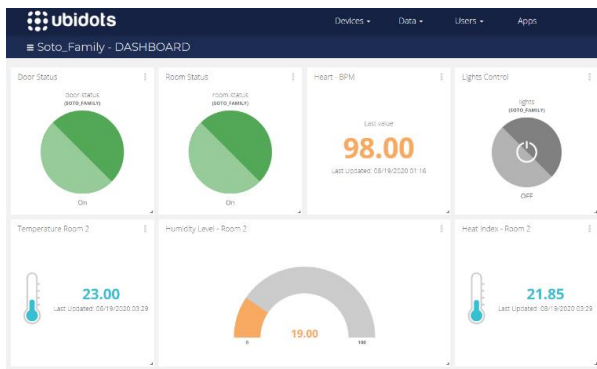 ubidots
Devices Data Users Apps
Soto_Family - DASHBOARD
Door Status
door status
(SOTO_FAMILY)
On
Room Status
room status
(SOTO_FAMILY)
On
Heart - BPM
Last value
98.00
Last Updated: 08/19/2020 01:16
Lights Control
lights
(SOTO_FAMILY)
OFF
Temperature Room 2
23.00
Last Updated: 08/19/2020 03:29
Humidity Level - Room 2
19.00
0 100
Heat Index - Room 2
21.85
Last Updated: 08/19/2020 03:29